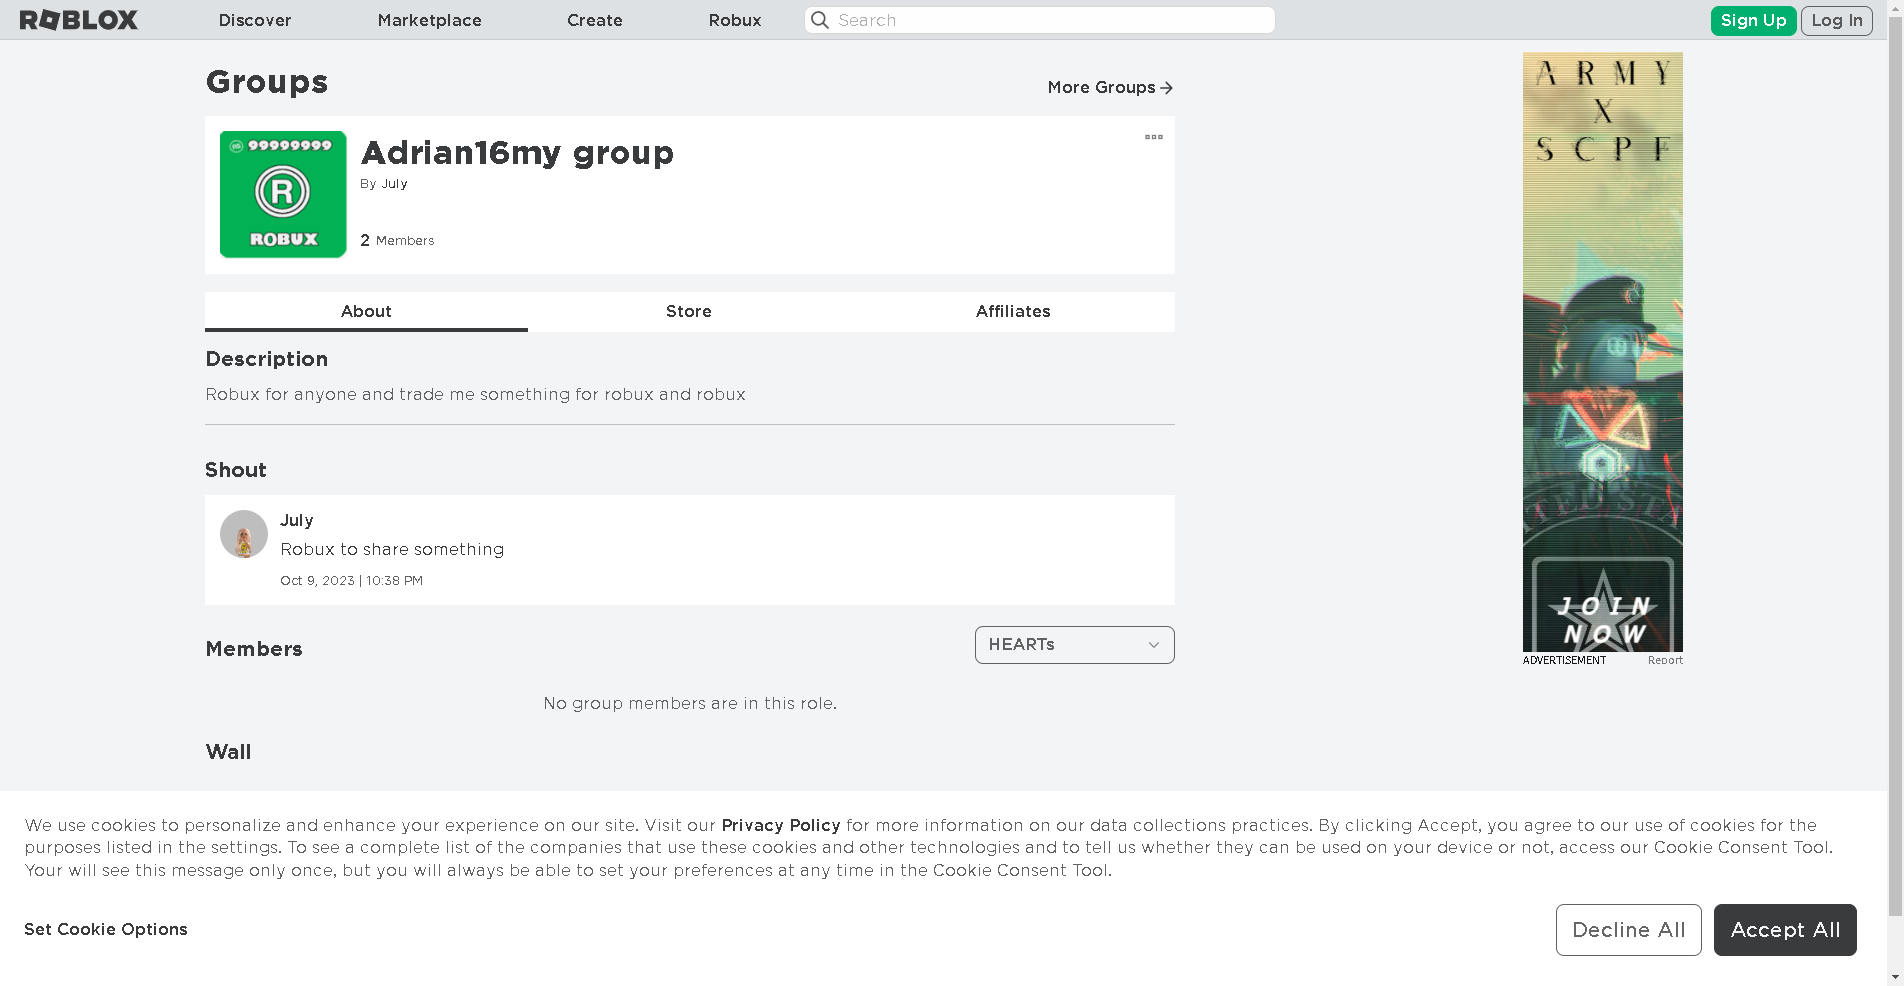 ROBLOX Discover Marketplace Create Robux Search Sign Up Log In
Groups
More Groups
99999999
ROBUX
Adrian16my group
By July
2 Members
About Store Affiliates
Description
Robux for anyone and trade me something for robux and robux
Shout
July
Robux to share something
Oct 9, 2023 | 10:38 PM
Members
HEARTs
No group members are in this role.
Wall
ARMY
X
SCPF
JOIN
NOW
ADVERTISEMENT Report
We use cookies to personalize and enhance your experience on our site. Visit our Privacy Policy for more information on our data collections practices. By clicking Accept, you agree to our use of cookies for the
purposes listed in the settings. To see a complete list of the companies that use these cookies and other technologies and to tell us whether they can be used on your device or not, access our Cookie Consent Tool.
Your will see this message only once, but you will always be able to set your preferences at any time in the Cookie Consent Tool.
Set Cookie Options
Decline All Accept All